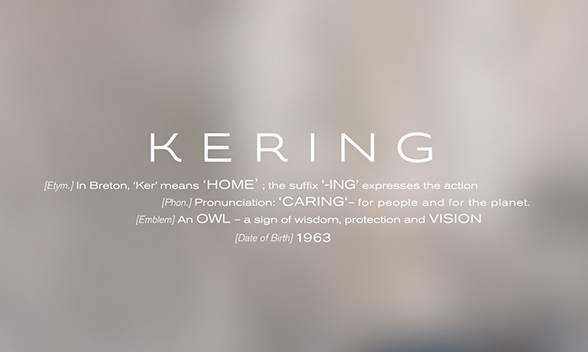 KERING
[Etym.] In Breton, ‘Ker’ means ‘HOME’ ; the suffix ‘-ING’ expresses the action
[Phon.] Pronunciation: ‘CARING‘– for people and for the planet.
[Emblem] An OWL – a sign of wisdom, protection and VISION
[Date of Birth] 1963